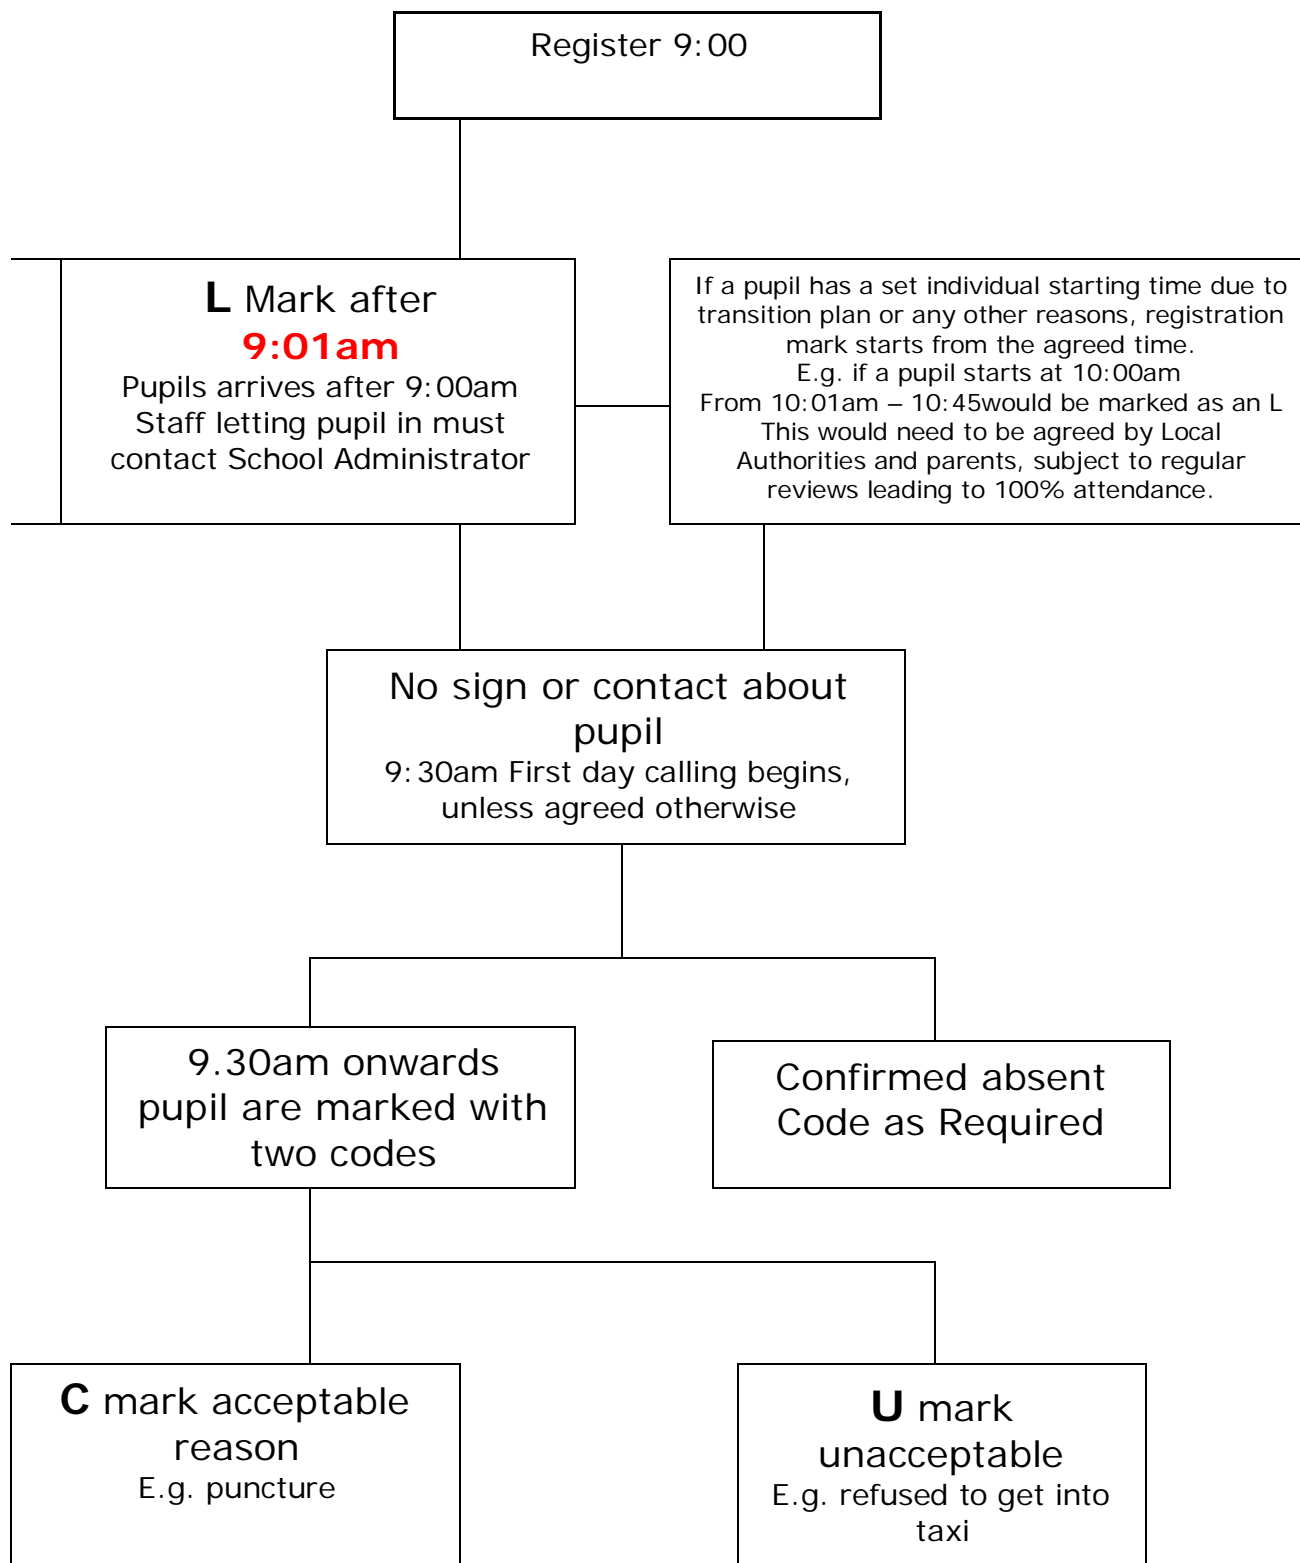 Register 9:00
L Mark after
9:01am
Pupils arrives after 9:00am
Staff letting pupil in must
contact School Administrator
If a pupil has a set individual starting time due to
transition plan or any other reasons, registration
mark starts from the agreed time.
E.g. if a pupil starts at 10:00am
From 10:01am – 10:45would be marked as an L
This would need to be agreed by Local
Authorities and parents, subject to regular
reviews leading to 100% attendance.
No sign or contact about
pupil
9:30am First day calling begins,
unless agreed otherwise
9.30am onwards
pupil are marked with
two codes
Confirmed absent
Code as Required
C mark acceptable
reason
E.g. puncture
U mark
unacceptable
E.g. refused to get into
taxi